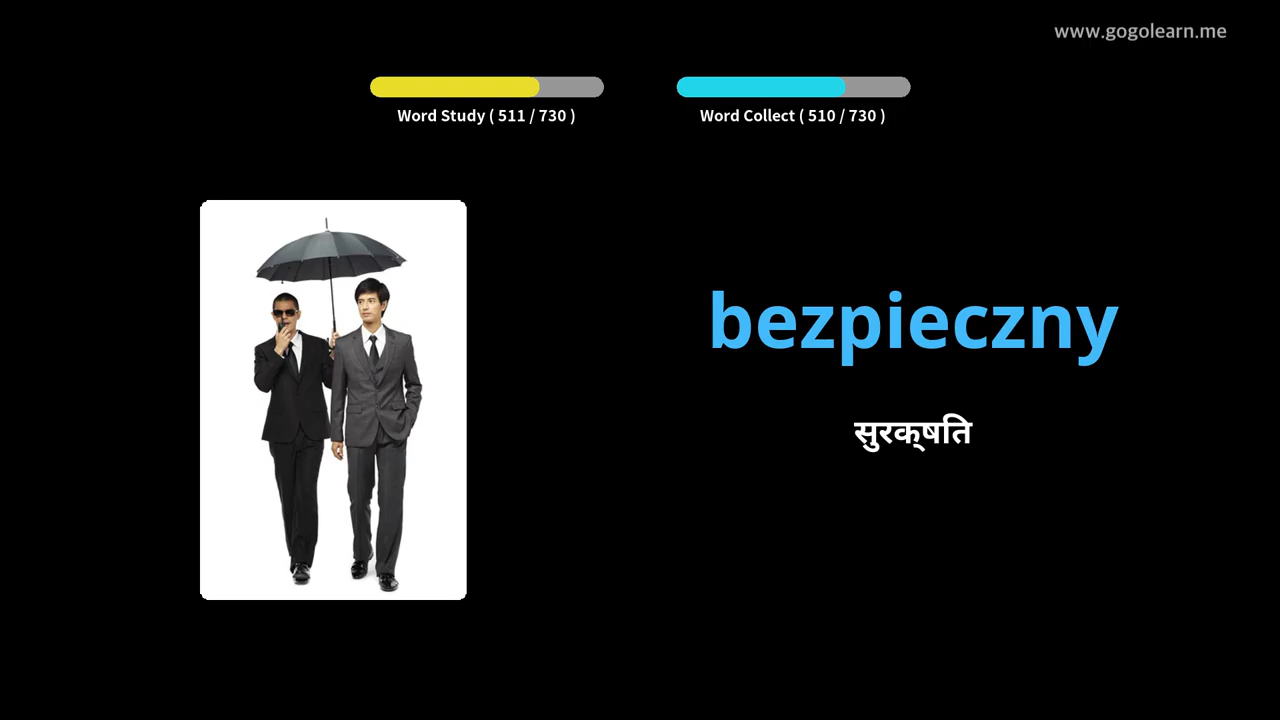 www.gogolearn.me
Word Study ( 511 / 730 )
Word Collect ( 510 / 730 )
bezpieczny
सुरक्षति